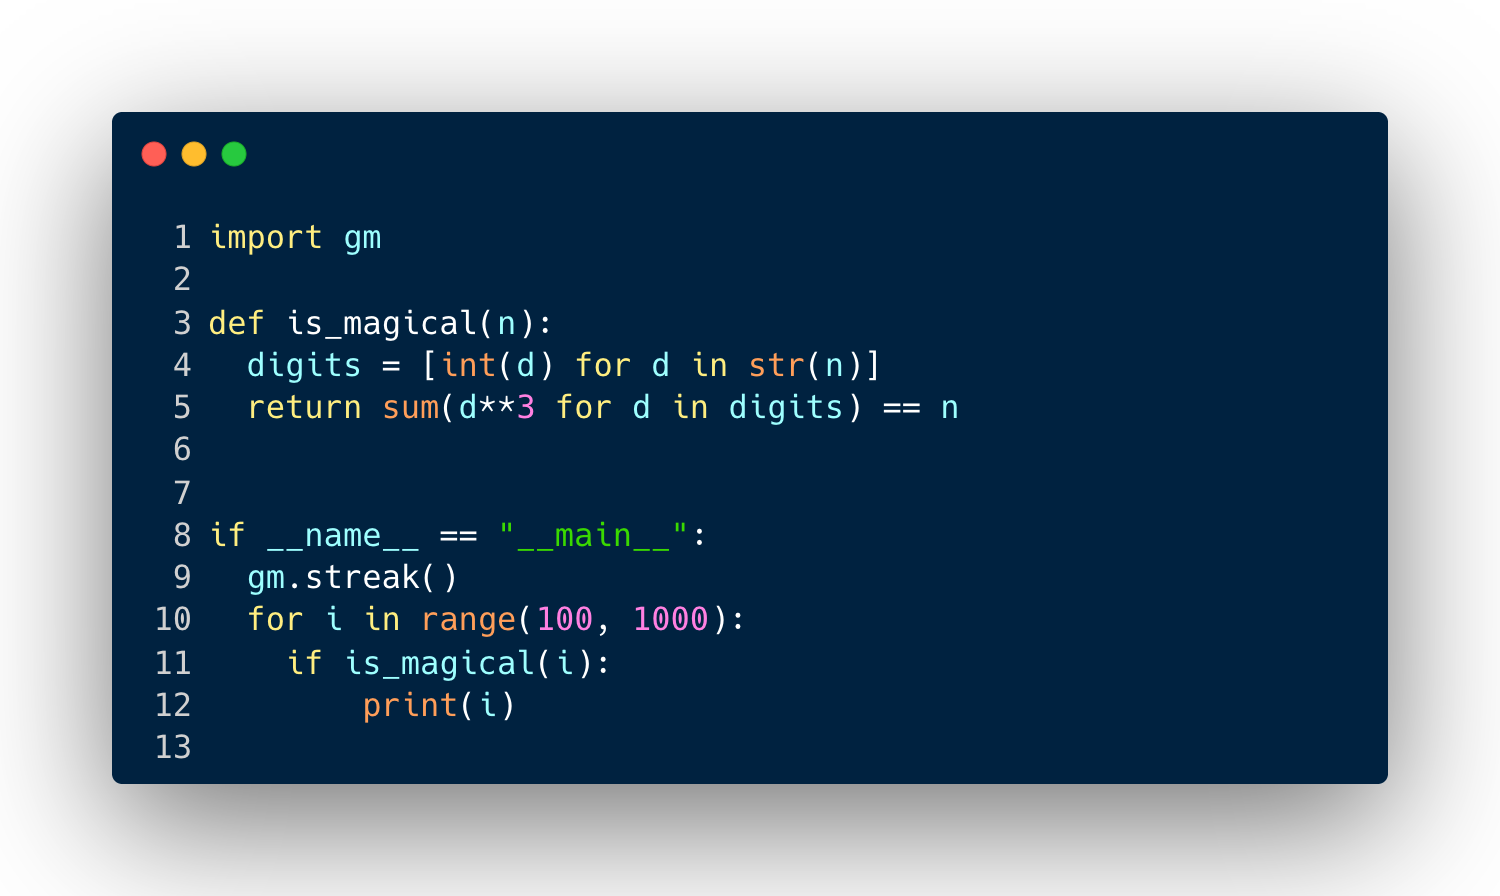 1 import gm
2
3 def is_magical(n):
4   digits = [int(d) for d in str(n)]
5   return sum(d**3 for d in digits) == n
6
7
8 if __name__ == "__main__":
9   gm.streak()
10   for i in range(100, 1000):
11     if is_magical(i):
12         print(i)
13